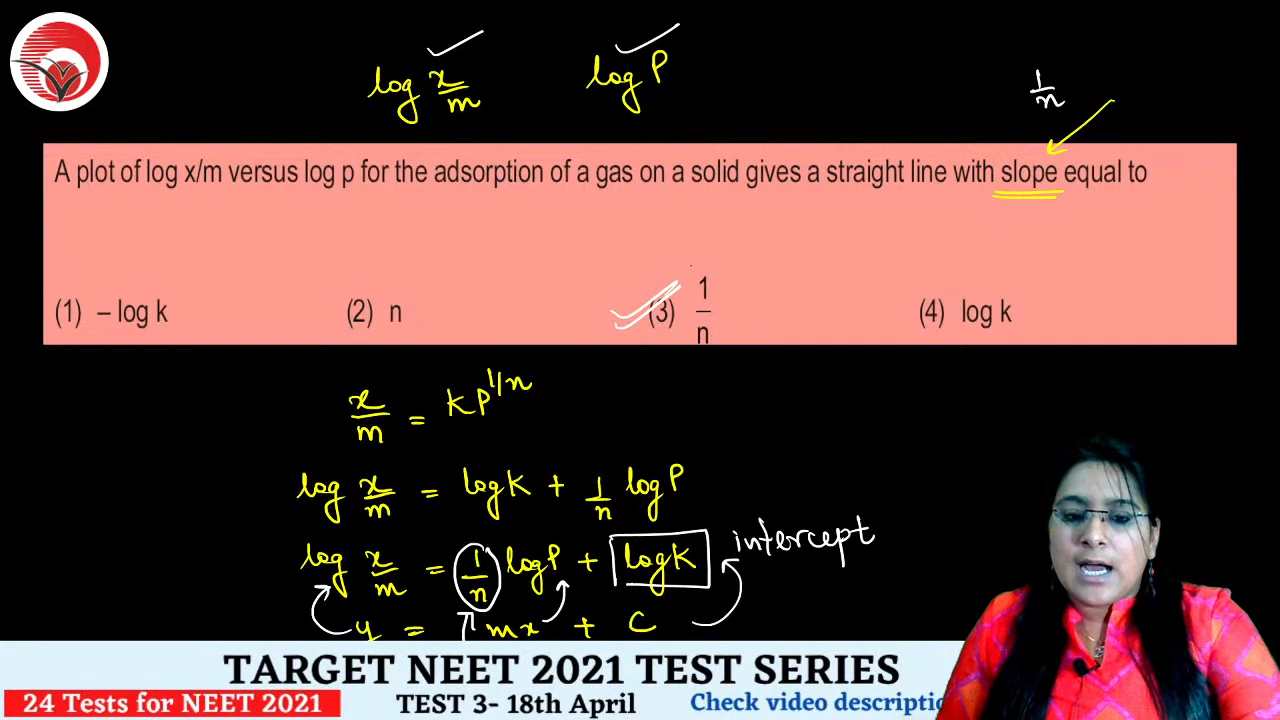 log x/m log P
1/n
A plot of log x/m versus log p for the adsorption of a gas on a solid gives a straight line with slope equal to
(1) – log k (2) n (3) 1/n (4) log k
x/m = KP^1/n
log x/m = log K + 1/n log P
log x/m = 1/n log P + log K intercept
y = mx + C
TARGET NEET 2021 TEST SERIES
24 Tests for NEET 2021 TEST 3- 18th April Check video descriptio